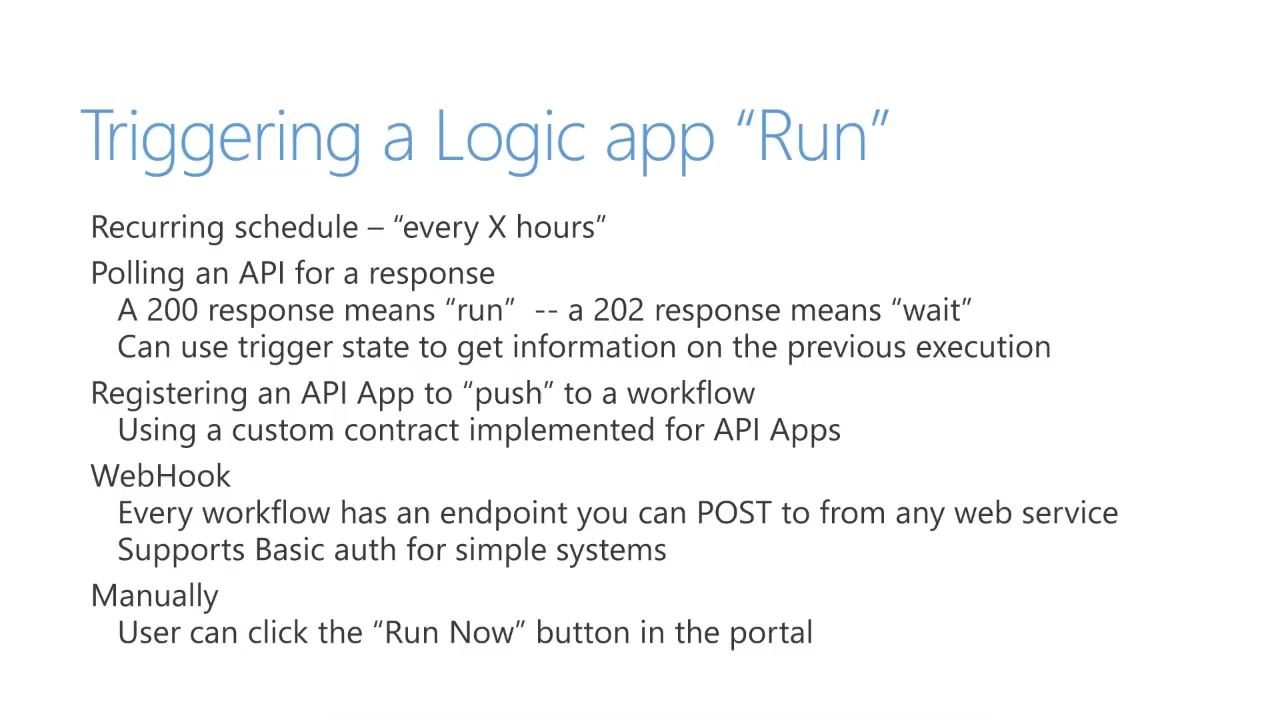 Triggering a Logic app “Run”
Recurring schedule – “every X hours”
Polling an API for a response
A 200 response means “run”  -- a 202 response means “wait”
Can use trigger state to get information on the previous execution
Registering an API App to “push” to a workflow
Using a custom contract implemented for API Apps
WebHook
Every workflow has an endpoint you can POST to from any web service
Supports Basic auth for simple systems
Manually
User can click the “Run Now” button in the portal